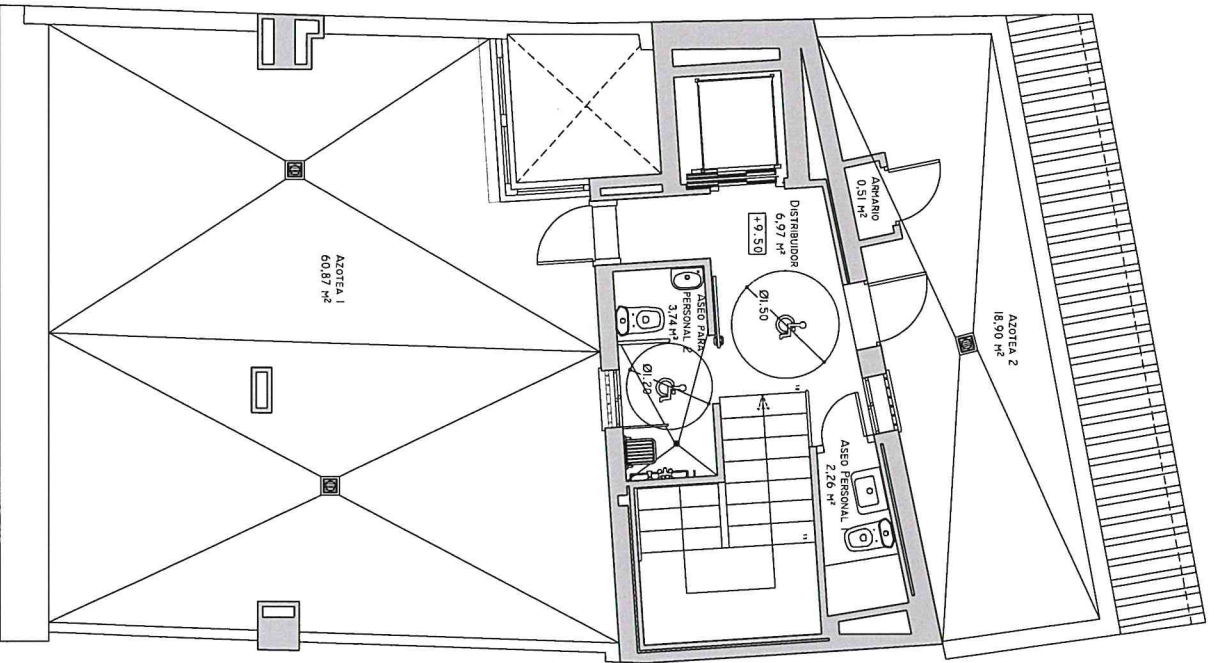 AZOTEA 1
60,87 M²
DISTRIBUIDOR
6,97 M²
+9.50
ARMARIO
0,51 M²
AZOTEA 2
18,90 M²
Ø1.50
ASEO PARA
PERSONAL 2
3,74 M²
Ø1.20
ASEO PERSONAL 1
2,26 M²